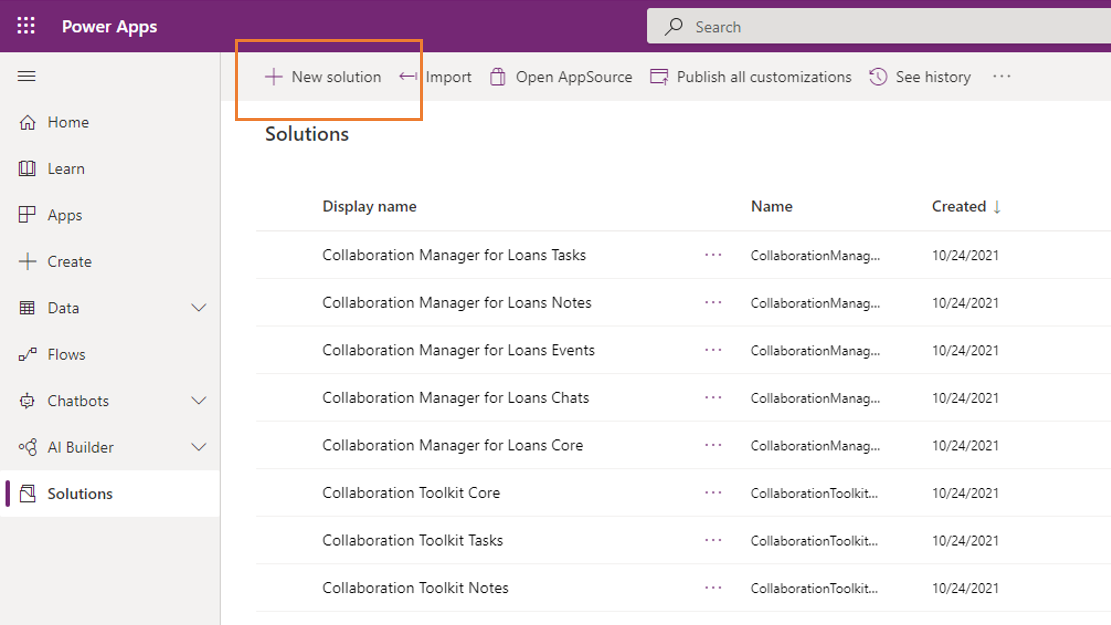 Power Apps
Search
New solution
Import
Open AppSource
Publish all customizations
See history
Home
Learn
Apps
Create
Data
Flows
Chatbots
AI Builder
Solutions
Solutions
Display name Name Created
Collaboration Manager for Loans Tasks CollaborationManag... 10/24/2021
Collaboration Manager for Loans Notes CollaborationManag... 10/24/2021
Collaboration Manager for Loans Events CollaborationManag... 10/24/2021
Collaboration Manager for Loans Chats CollaborationManag... 10/24/2021
Collaboration Manager for Loans Core CollaborationManag... 10/24/2021
Collaboration Toolkit Core CollaborationToolkit... 10/24/2021
Collaboration Toolkit Tasks CollaborationToolkit... 10/24/2021
Collaboration Toolkit Notes CollaborationToolkit... 10/24/2021